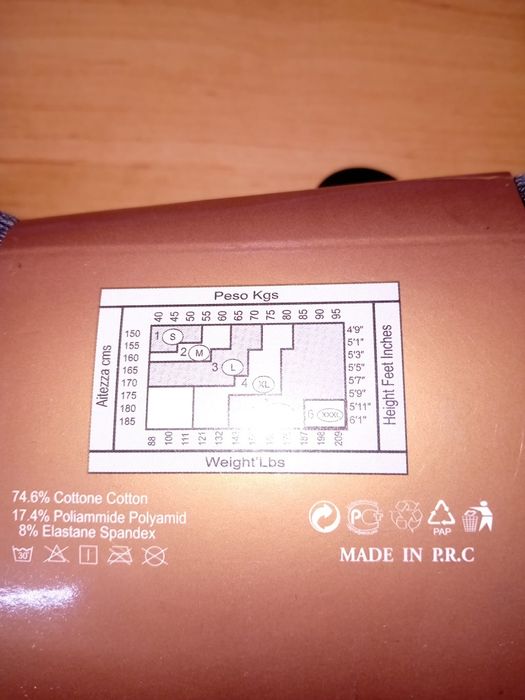 Peso Kgs
40 45 50 55 60 65 70 75 80 85 90 95
Aitezza cms
Height Feet Inches
150 1 S 4'9"
155 2 M 5'1"
160 3 L 5'3"
165 5'5"
170 4 XL 5'7"
175 5'9"
180 6 XXXL 5'11"
185 6'1"
88 100 111 121 132 187 198 209
Weight Lbs
74.6% Cottone Cotton
17.4% Poliammide Polyamid
8% Elastane Spandex
30
PAP
MADE IN P.R.C